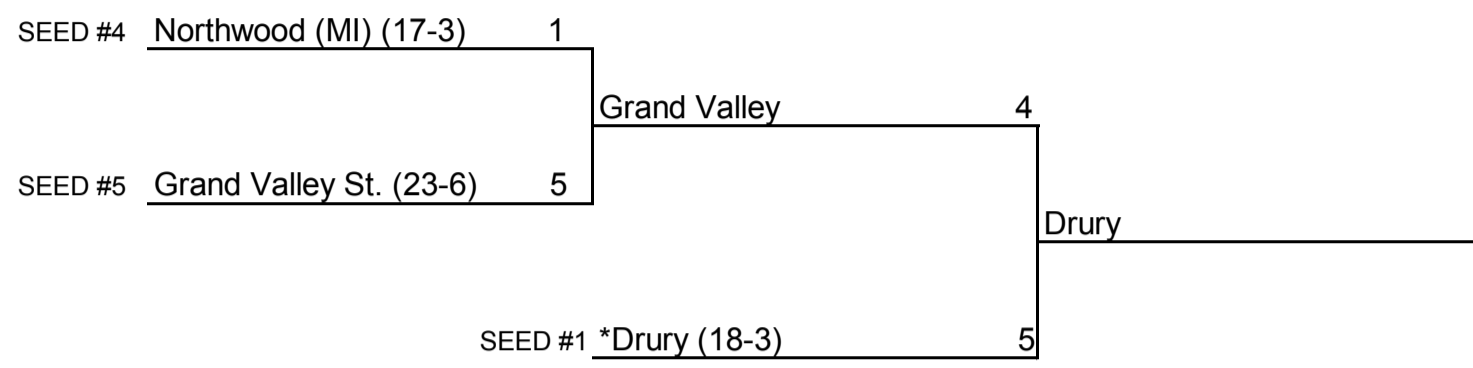 SEED #4 Northwood (MI) (17-3) 1
Grand Valley 4
SEED #5 Grand Valley St. (23-6) 5
Drury
SEED #1 *Drury (18-3) 5